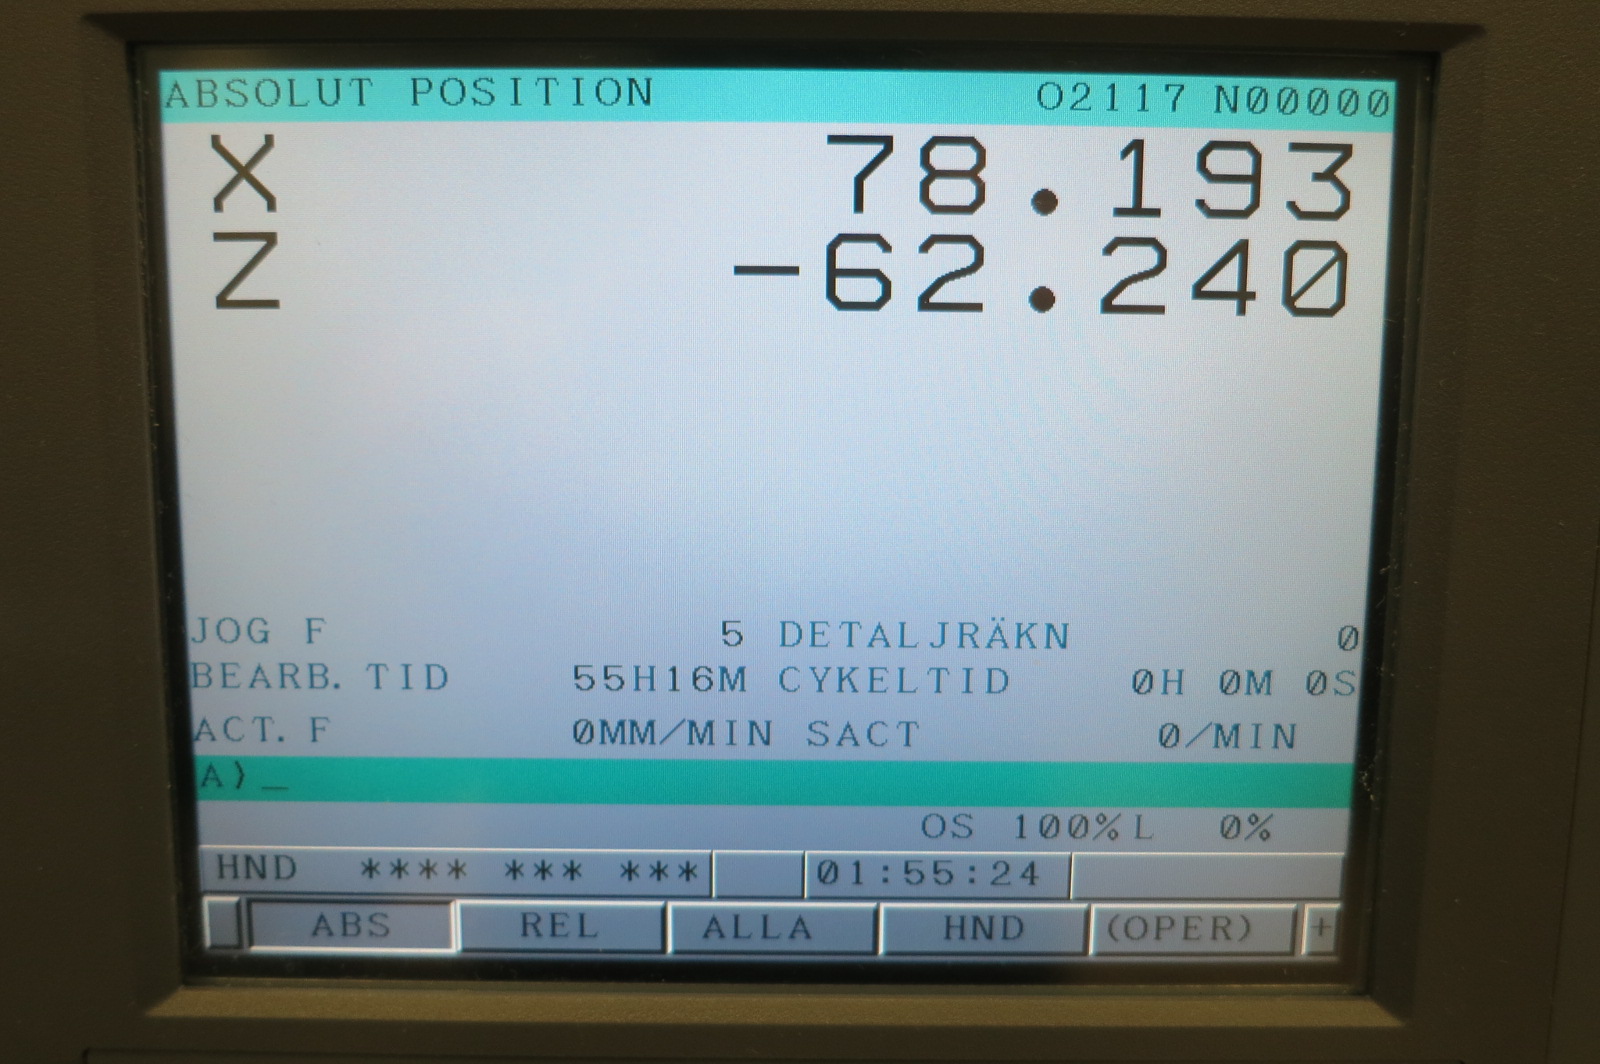 ABSOLUT POSITION O2117 N00000
X 78.193
Z -62.240
JOG F 5 DETALJRÄKN 0
BEARB. TID 55H16M CYKELTID 0H 0M 0S
ACT. F 0MM/MIN SACT 0/MIN
A)_
OS 100% L 0%
HND **** *** *** 01:55:24
ABS REL ALLA HND (OPER) +